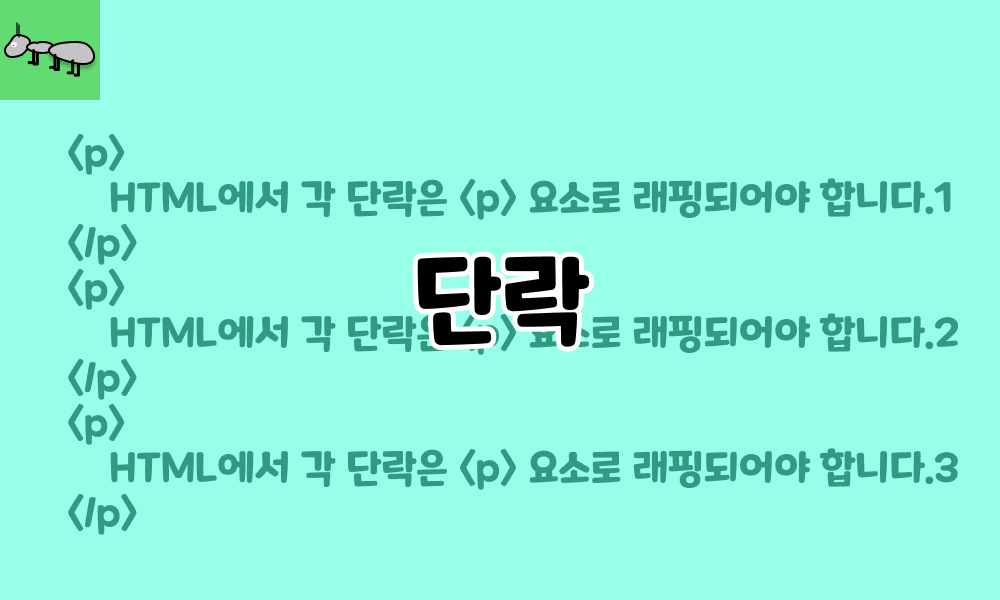 <p>
HTML에서 각 단락은 <p> 요소로 래핑되어야 합니다.1
</p>
<p>
단락
HTML에서 각 단락은 <p> 요소로 래핑되어야 합니다.2
</p>
<p>
HTML에서 각 단락은 <p> 요소로 래핑되어야 합니다.3
</p>